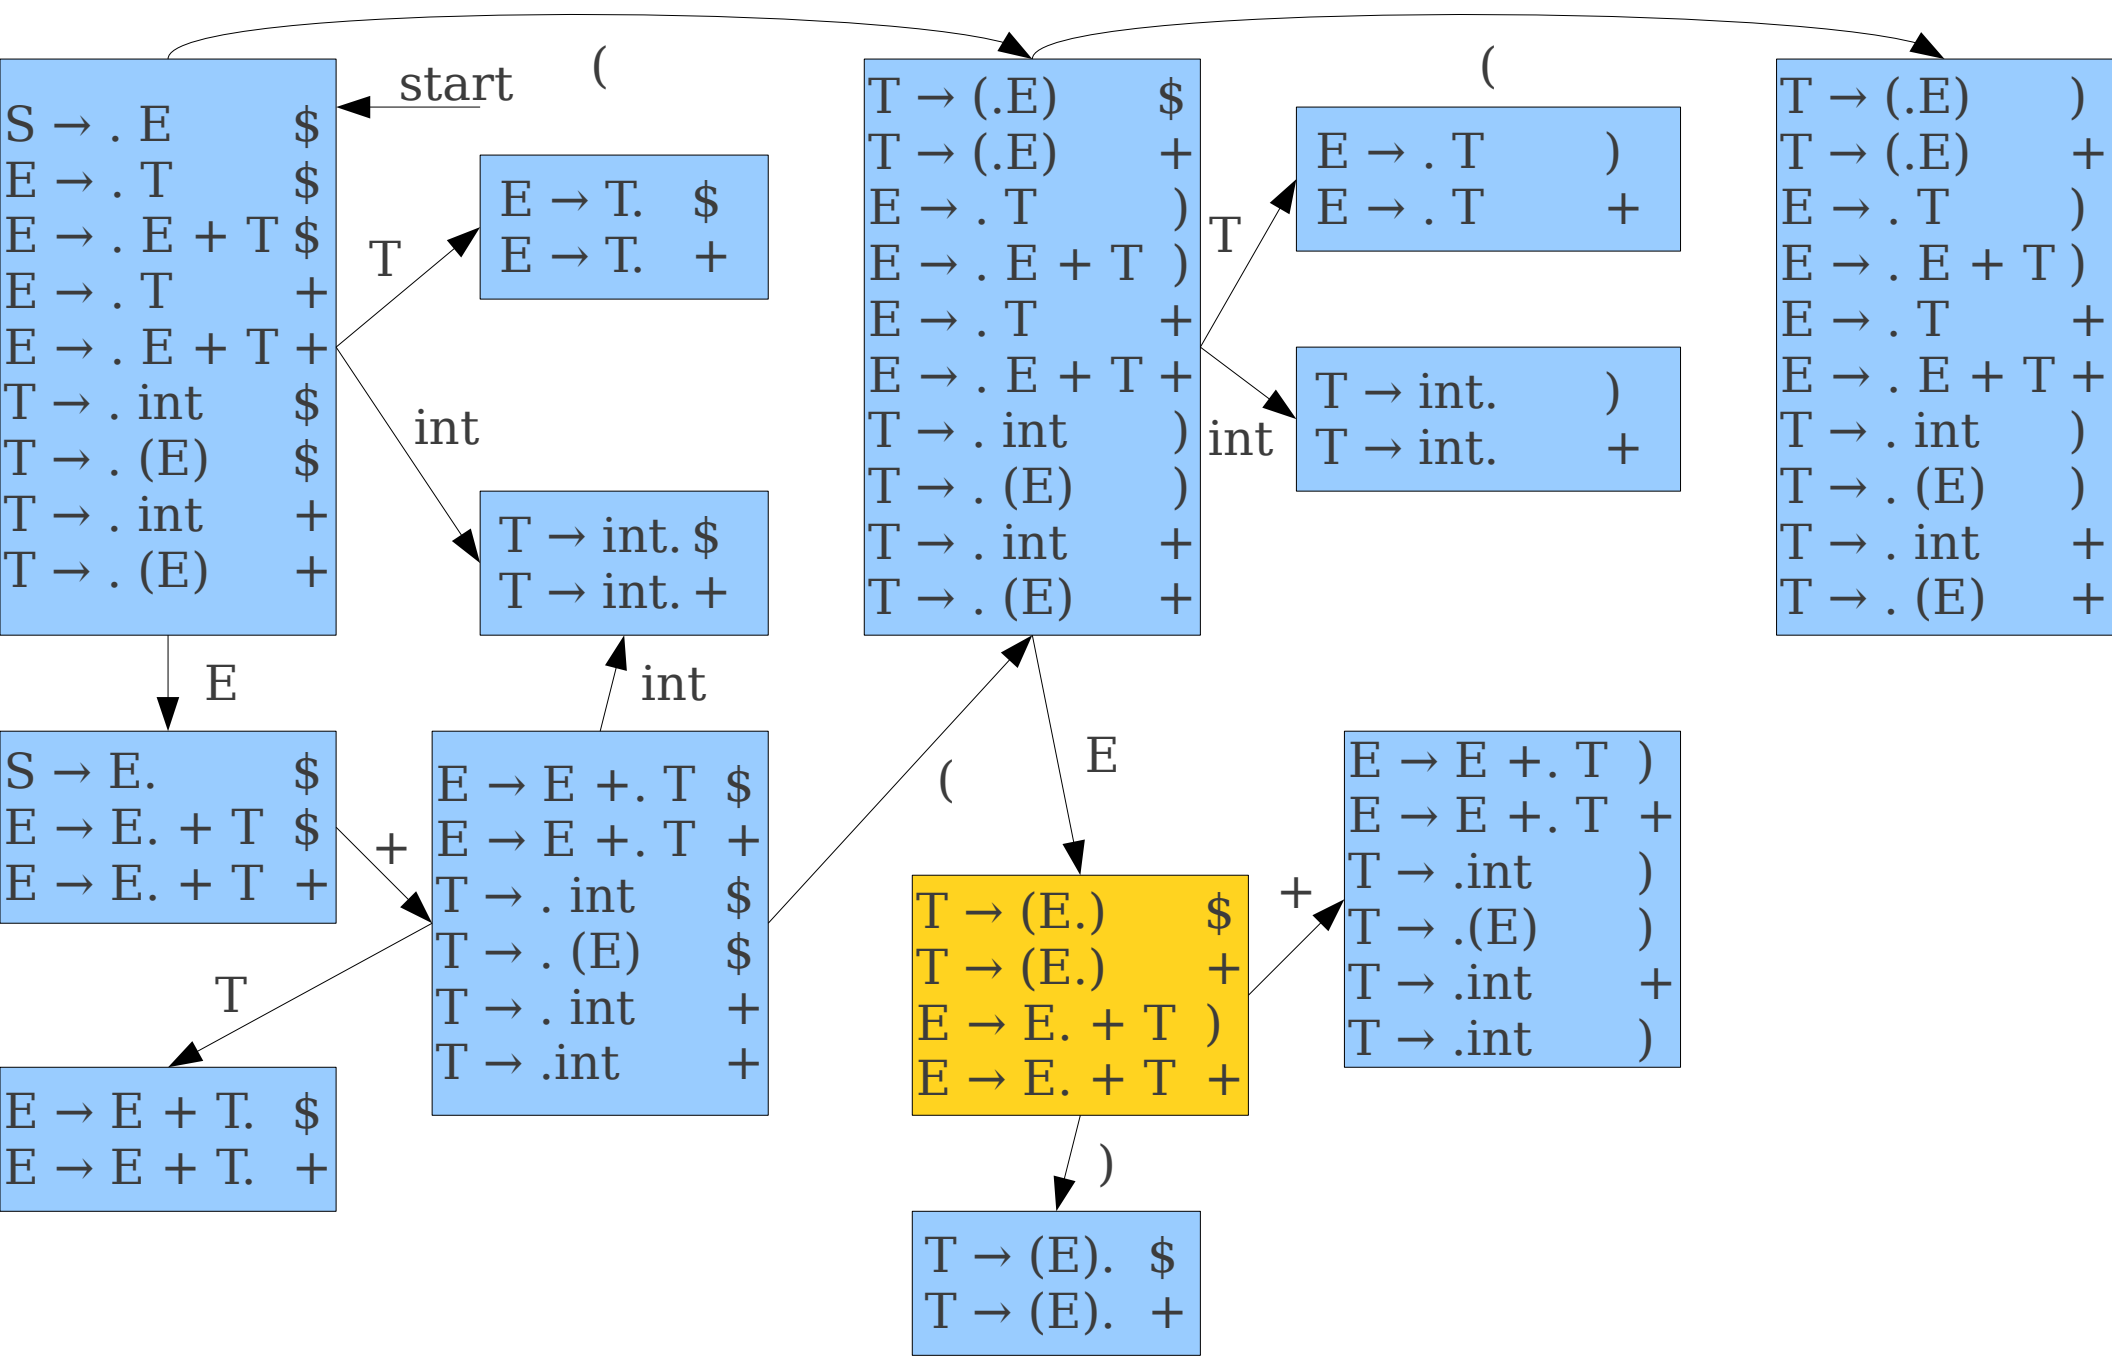 start
(
(
S → . E $
E → . T $
E → . E + T $
E → . T +
E → . E + T +
T → . int $
T → . (E) $
T → . int +
T → . (E) +
T
E → T. $
E → T. +
int
T → int. $
T → int. +
T → (.E) $
T → (.E) +
E → . T )
E → . E + T )
E → . T +
E → . E + T +
T → . int )
T → . (E) )
T → . int +
T → . (E) +
T
E → . T )
E → . T +
int
T → int. )
T → int. +
T → (.E) )
T → (.E) +
E → . T )
E → . E + T )
E → . T +
E → . E + T +
T → . int )
T → . (E) )
T → . int +
T → . (E) +
E
int
S → E. $
E → E. + T $
E → E. + T +
+
E → E +. T $
E → E +. T +
T → . int $
T → . (E) $
T → . int +
T → .int +
(
E
T
E → E + T. $
E → E + T. +
T → (E.) $
T → (E.) +
E → E. + T )
E → E. + T +
+
E → E +. T )
E → E +. T +
T → .int )
T → .(E) )
T → .int +
T → .int )
)
T → (E). $
T → (E). +